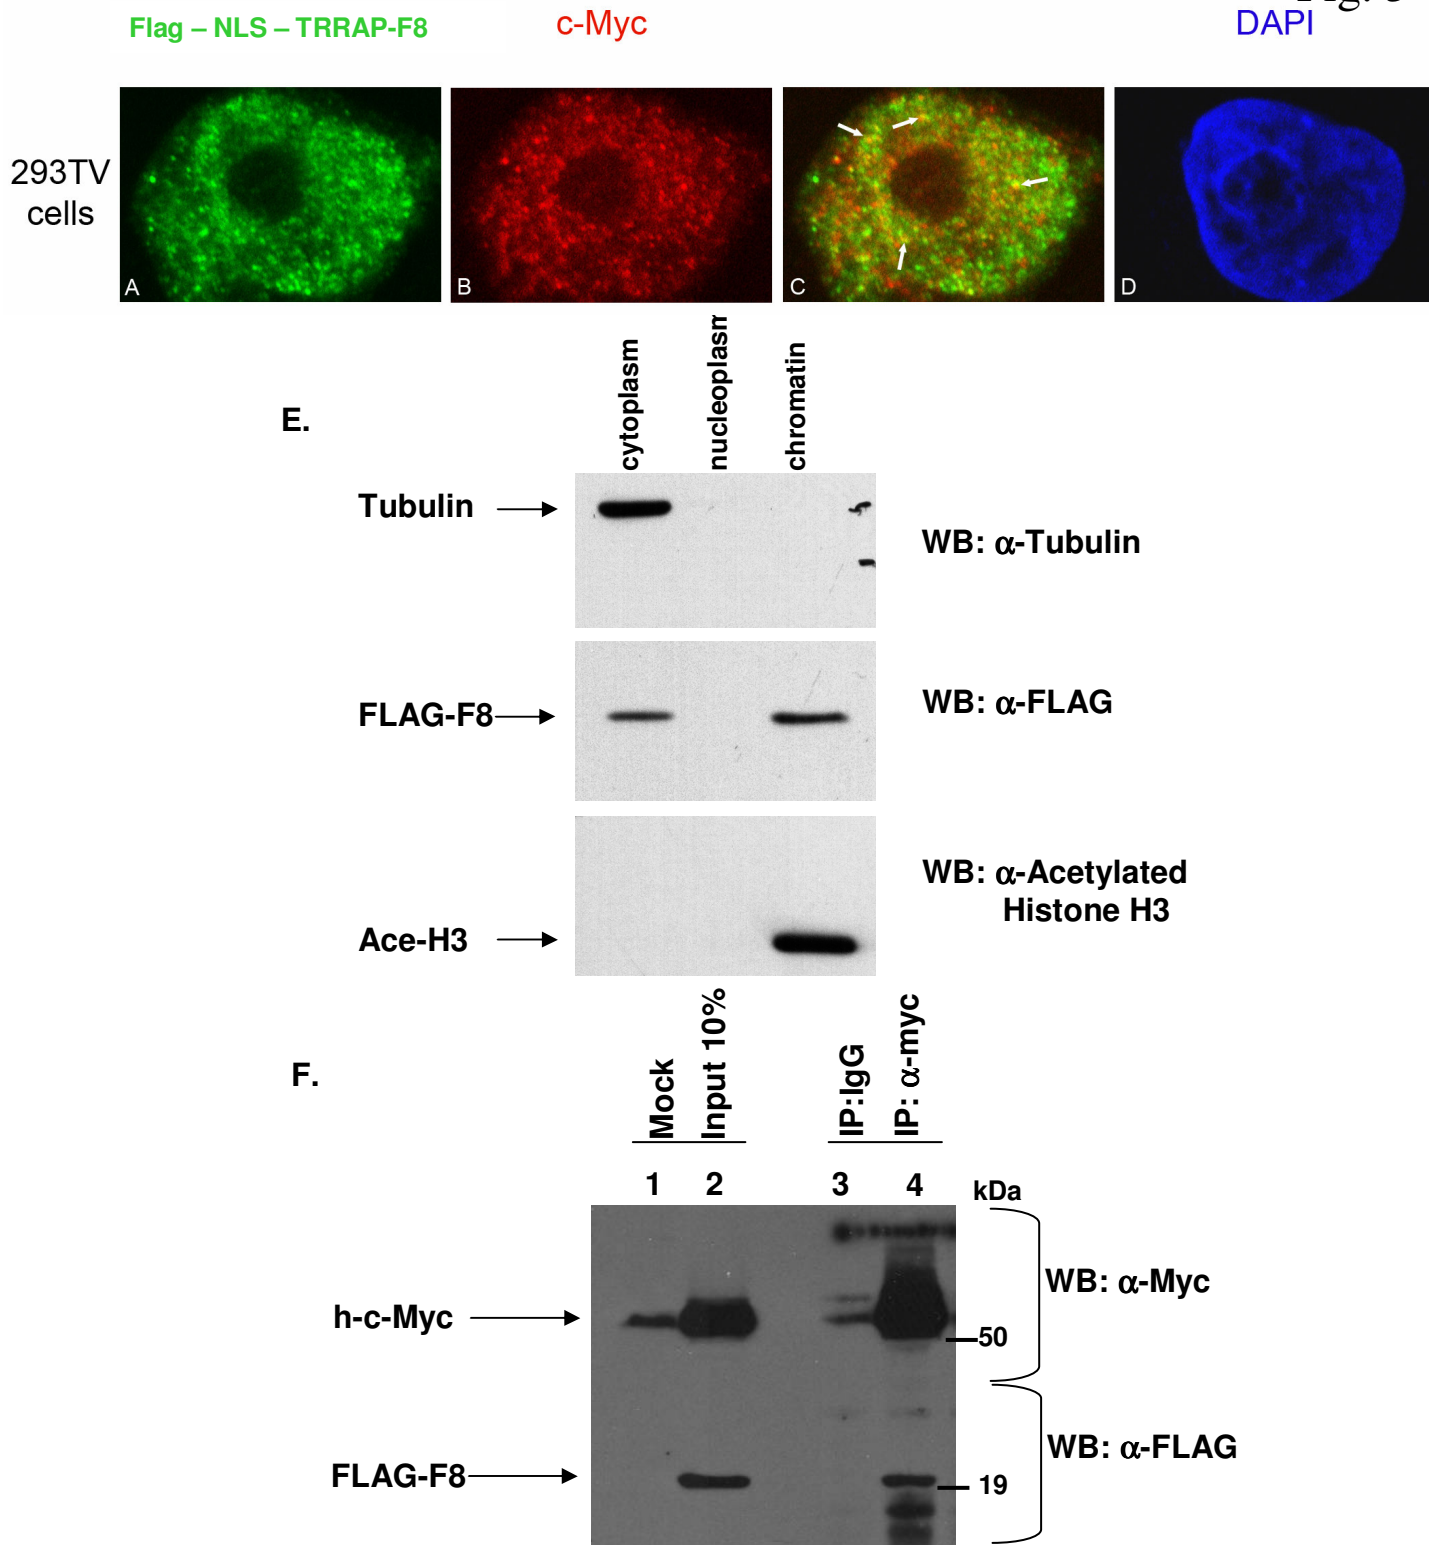 Flag – NLS – TRRAP-F8
c-Myc
DAPI
293TV
cells
A
B
C
D
E.
cytoplasm
nucleoplasm
chromatin
Tubulin
WB: α-Tubulin
FLAG-F8
WB: α-FLAG
WB: α-Acetylated
Histone H3
Ace-H3
F.
Mock
Input 10%
IP:IgG
IP: α-myc
1
2
3
4
kDa
WB: α-Myc
h-c-Myc
50
WB: α-FLAG
FLAG-F8
19